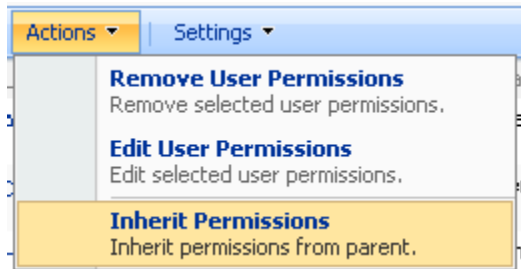 Actions Settings
Remove User Permissions
Remove selected user permissions.
Edit User Permissions
Edit selected user permissions.
Inherit Permissions
Inherit permissions from parent.